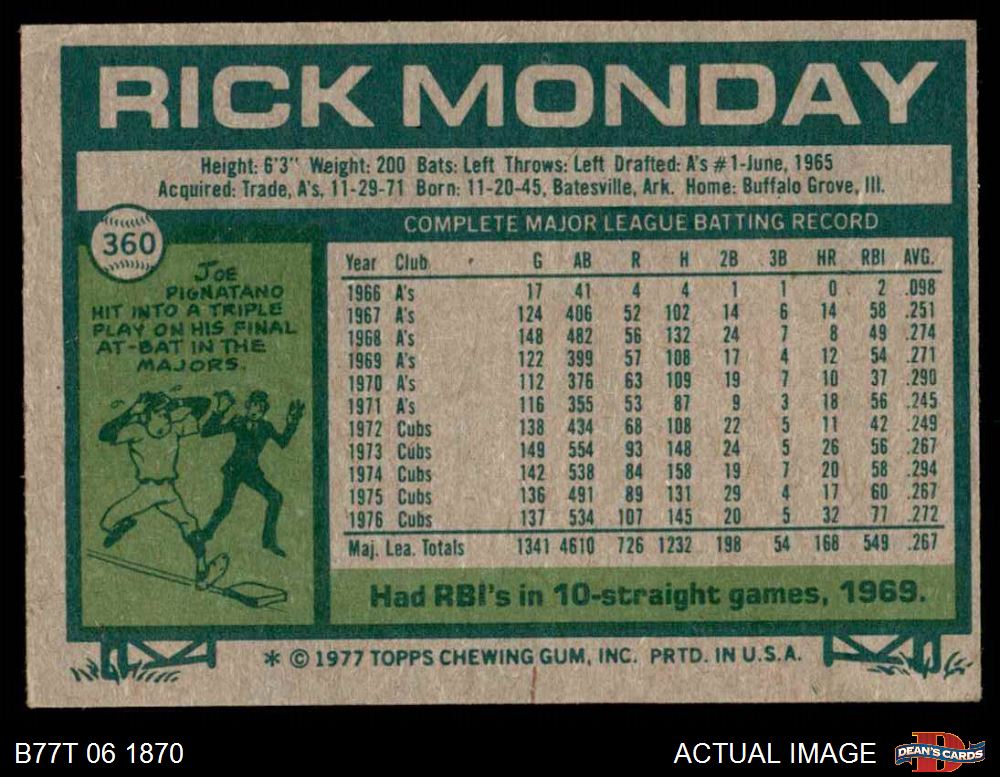 RICK MONDAY
Height: 6'3" Weight: 200 Bats: Left Throws: Left Drafted: A's #1-June, 1965
Acquired: Trade, A's, 11-29-71 Born: 11-20-45, Batesville, Ark. Home: Buffalo Grove, Ill.
360
JOE
PIGNATANO
HIT INTO A TRIPLE
PLAY ON HIS FINAL
AT-BAT IN THE
MAJORS.
COMPLETE MAJOR LEAGUE BATTING RECORD
Year Club G AB R H 2B 3B HR RBI AVG.
1966 A's 17 41 4 4 1 1 0 2 .098
1967 A's 124 406 52 102 14 6 14 58 .251
1968 A's 148 482 56 132 24 7 8 49 .274
1969 A's 122 399 57 108 17 4 12 54 .271
1970 A's 112 376 63 109 19 7 10 37 .290
1971 A's 116 355 53 87 9 3 18 56 .245
1972 Cubs 138 434 68 108 22 5 11 42 .249
1973 Cubs 149 554 93 148 24 5 26 56 .267
1974 Cubs 142 538 84 158 19 7 20 58 .294
1975 Cubs 136 491 89 131 29 4 17 60 .267
1976 Cubs 137 534 107 145 20 5 32 77 .272
Maj. Lea. Totals 1341 4610 726 1232 198 54 168 549 .267
Had RBI's in 10-straight games, 1969.
* © 1977 TOPPS CHEWING GUM, INC. PRTD. IN U.S.A.
B77T 06 1870
ACTUAL IMAGE
DEAN'S CARDS